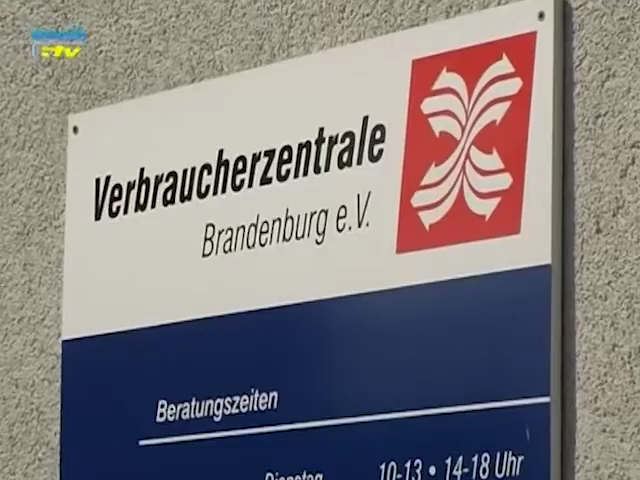 Verbraucherzentrale
Brandenburg e.V.
Beratungszeiten
Dienstag 10-13 • 14-18 Uhr